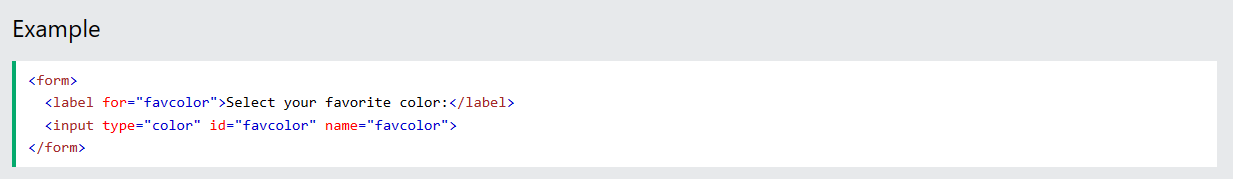 Example
<form>
<label for="favcolor">Select your favorite color:</label>
<input type="color" id="favcolor" name="favcolor">
</form>